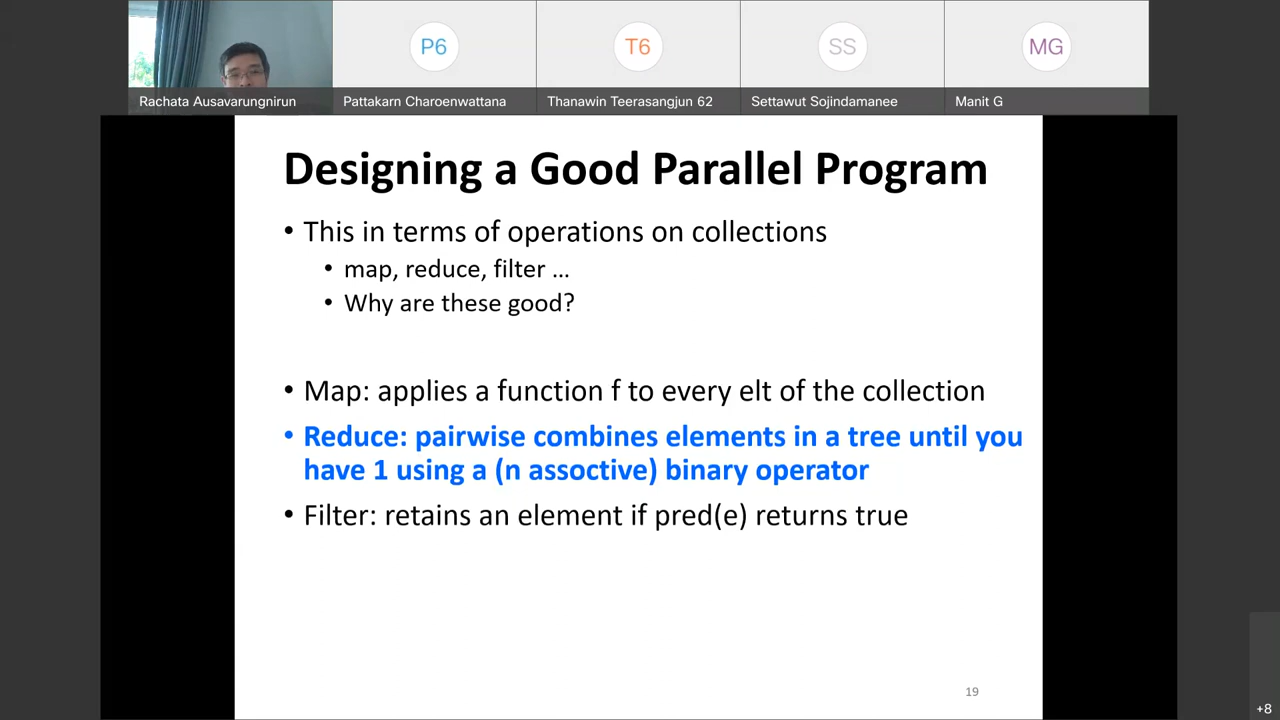 P6
T6
SS
MG
Rachata Ausavarungnirun
Pattakarn Charoenwattana
Thanawin Teerasangjun 62
Settawut Sojindamanee
Manit G
Designing a Good Parallel Program
• This in terms of operations on collections
• map, reduce, filter …
• Why are these good?
• Map: applies a function f to every elt of the collection
• Reduce: pairwise combines elements in a tree until you
have 1 using a (n assoctive) binary operator
• Filter: retains an element if pred(e) returns true
19
+8